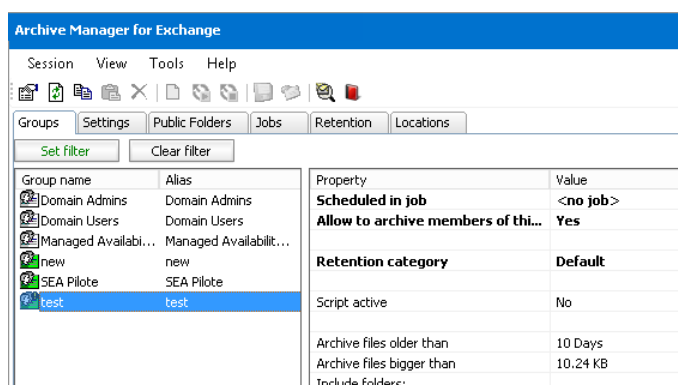 Archive Manager for Exchange
Session View Tools Help
Groups Settings Public Folders Jobs Retention Locations
Set filter Clear filter
Group name Alias
Domain Admins Domain Admins
Domain Users Domain Users
Managed Availabi... Managed Availabilit...
new new
SEA Pilote SEA Pilote
test test
Property Value
Scheduled in job <no job>
Allow to archive members of thi... Yes
Retention category Default
Script active No
Archive files older than 10 Days
Archive files bigger than 10.24 KB
Include folders: